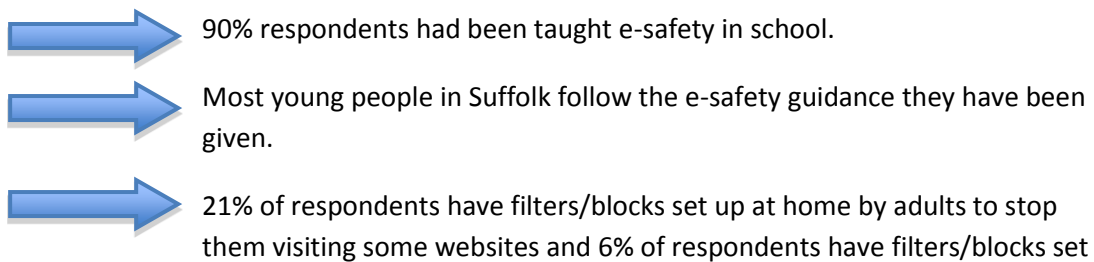 90% respondents had been taught e-safety in school.
Most young people in Suffolk follow the e-safety guidance they have been
given.
21% of respondents have filters/blocks set up at home by adults to stop
them visiting some websites and 6% of respondents have filters/blocks set